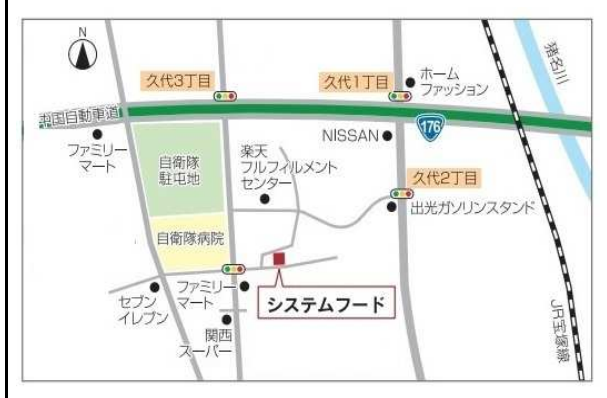 N
久代3丁目
久代1丁目
ホーム
ファッション
猪名川
中国自動車道
176
ファミリー
マート
自衛隊
駐屯地
楽天
フルフィルメント
センター
NISSAN
久代2丁目
出光ガソリンスタンド
自衛隊病院
セブン
イレブン
ファミリー
マート
システムフード
関西
スーパー
JR宝塚線